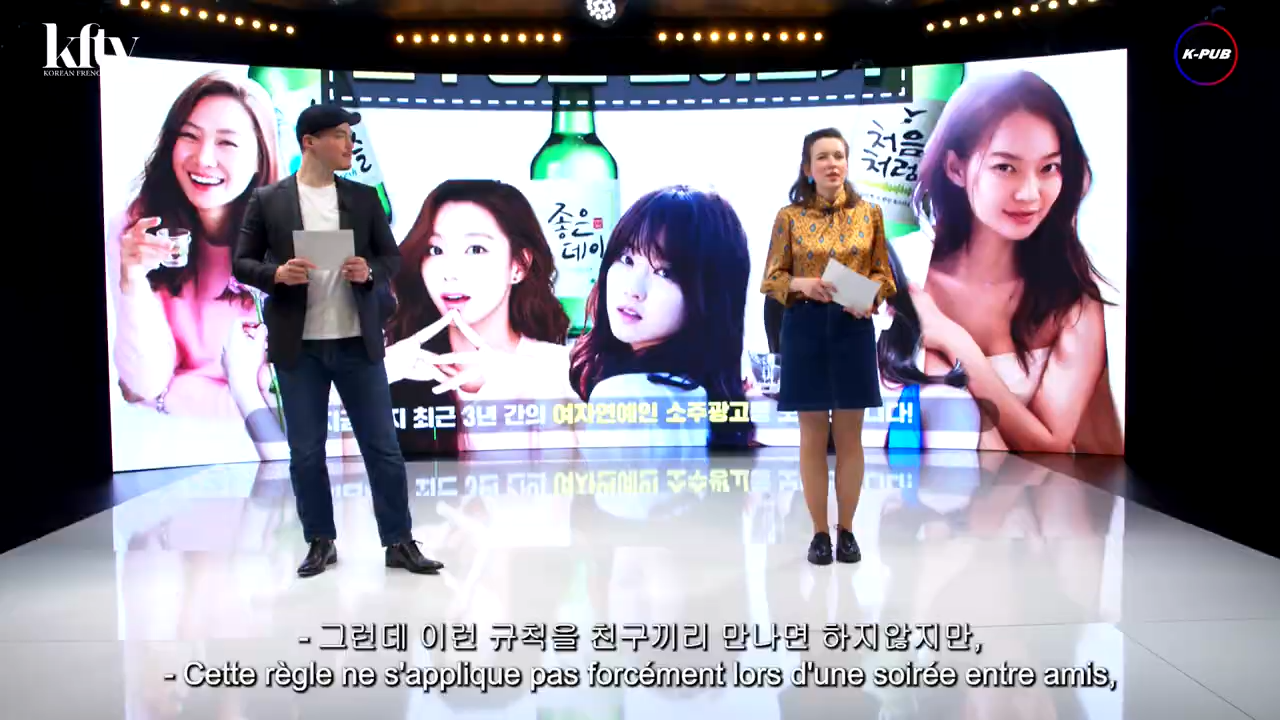 kftv
K-PUB
처음
처럼
좋은
데이
최근 3년 간의 여자연예인 소주광고
- 그런데 이런 규칙을 친구끼리 만나면 하지않지만,
- Cette règle ne s'applique pas forcément lors d'une soirée entre amis,